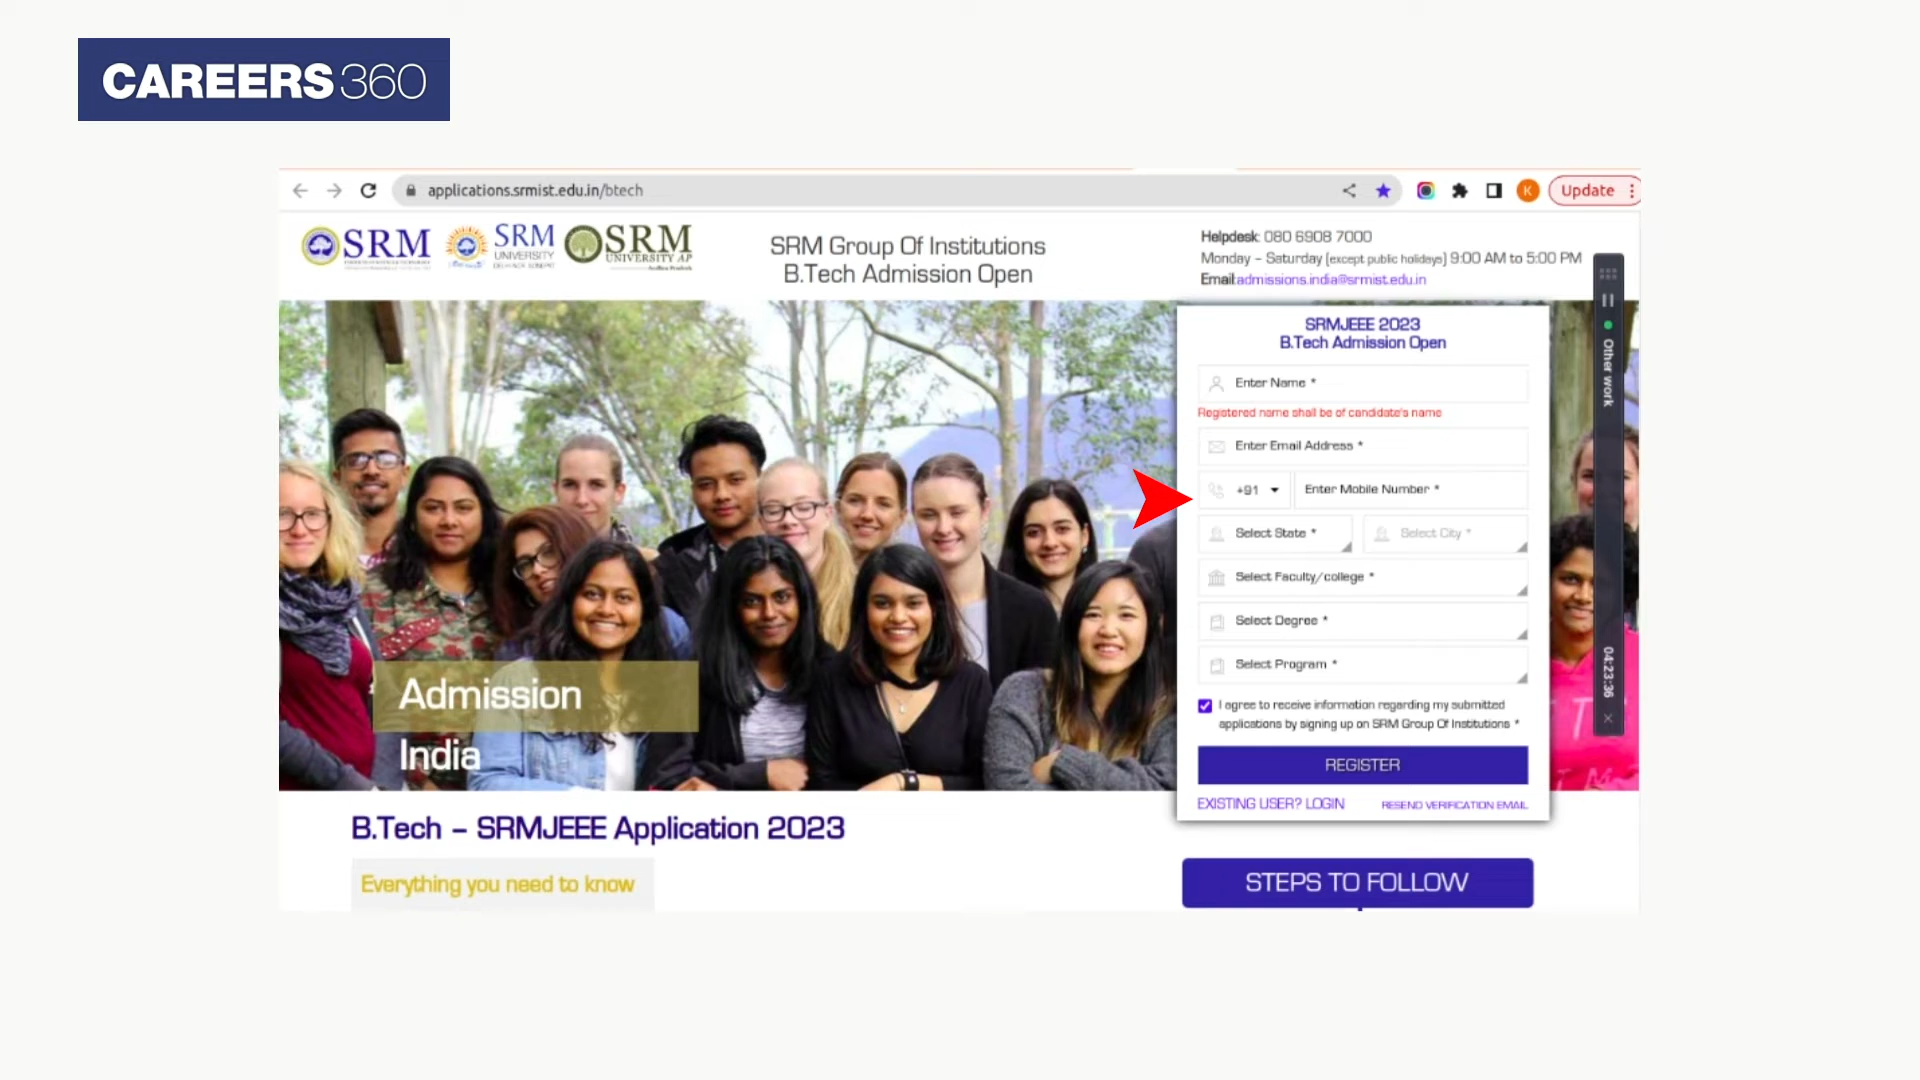 CAREERS360
applications.srmist.edu.in/btech
K
Update
SRM
SRM
UNIVERSITY
SRM
UNIVERSITY AP
Andhra Pradesh
SRM Group Of Institutions
B.Tech Admission Open
Helpdesk: 080 6908 7000
Monday - Saturday (except public holidays) 9:00 AM to 5:00 PM
Email:admissions.india@srmist.edu.in
Other work
04:23:36
SRMJEEE 2023
B.Tech Admission Open
Enter Name *
Registered name shall be of candidate's name
Enter Email Address *
+91
Enter Mobile Number *
Select State *
Select City *
Select Faculty/college *
Select Degree *
Select Program *
I agree to receive information regarding my submitted
applications by signing up on SRM Group Of Institutions *
REGISTER
EXISTING USER? LOGIN
RESEND VERIFICATION EMAIL
Admission
India
B.Tech – SRMJEEE Application 2023
Everything you need to know
STEPS TO FOLLOW